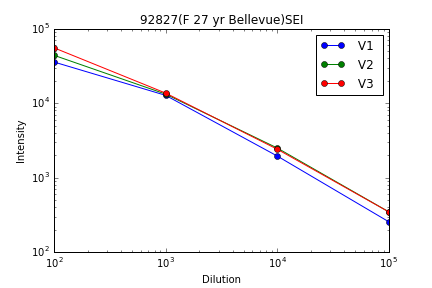 92827(F 27 yr Bellevue)SEI
10^5
10^4
10^3
10^2
Intensity
V1
V2
V3
10^2 10^3 10^4 10^5
Dilution